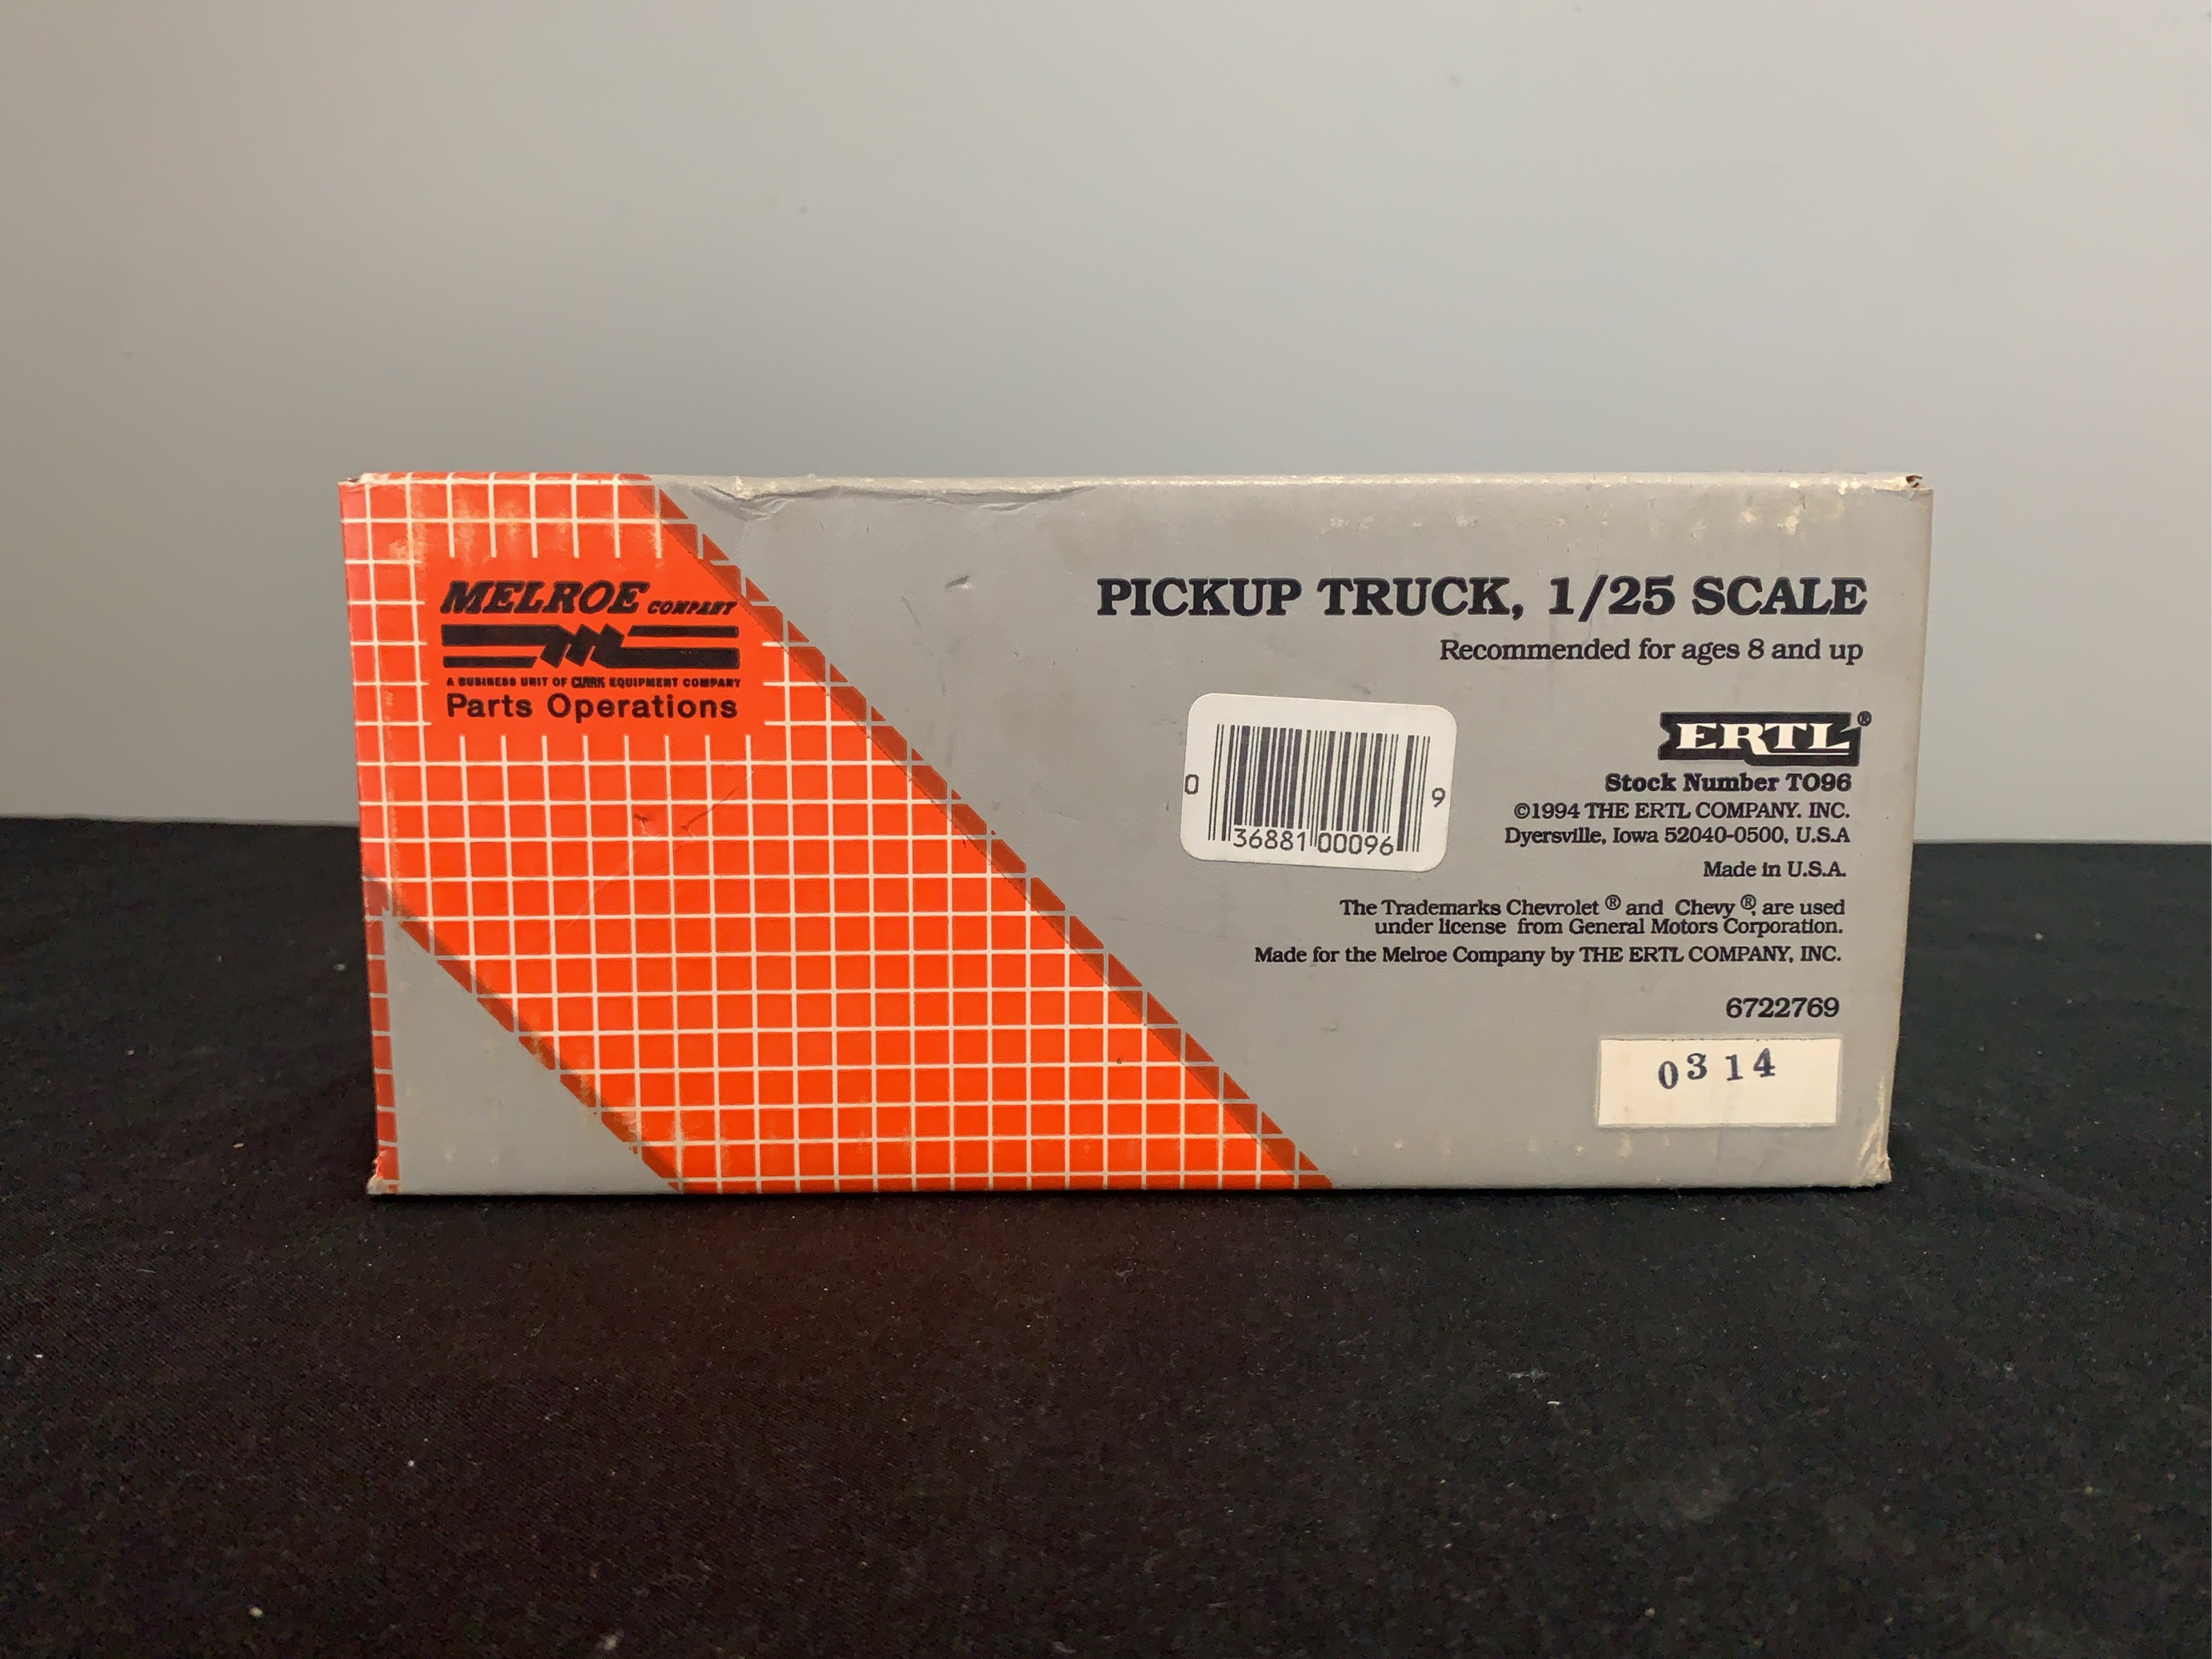 MELROE COMPANY
A BUSINESS UNIT OF CLARK EQUIPMENT COMPANY
Parts Operations
PICKUP TRUCK, 1/25 SCALE
Recommended for ages 8 and up
ERTL®
Stock Number TO96
©1994 THE ERTL COMPANY. INC.
Dyersville, Iowa 52040-0500, U.S.A
Made in U.S.A.
0 36881 00096 9
The Trademarks Chevrolet ® and Chevy ®, are used
under license from General Motors Corporation.
Made for the Melroe Company by THE ERTL COMPANY, INC.
6722769
0314